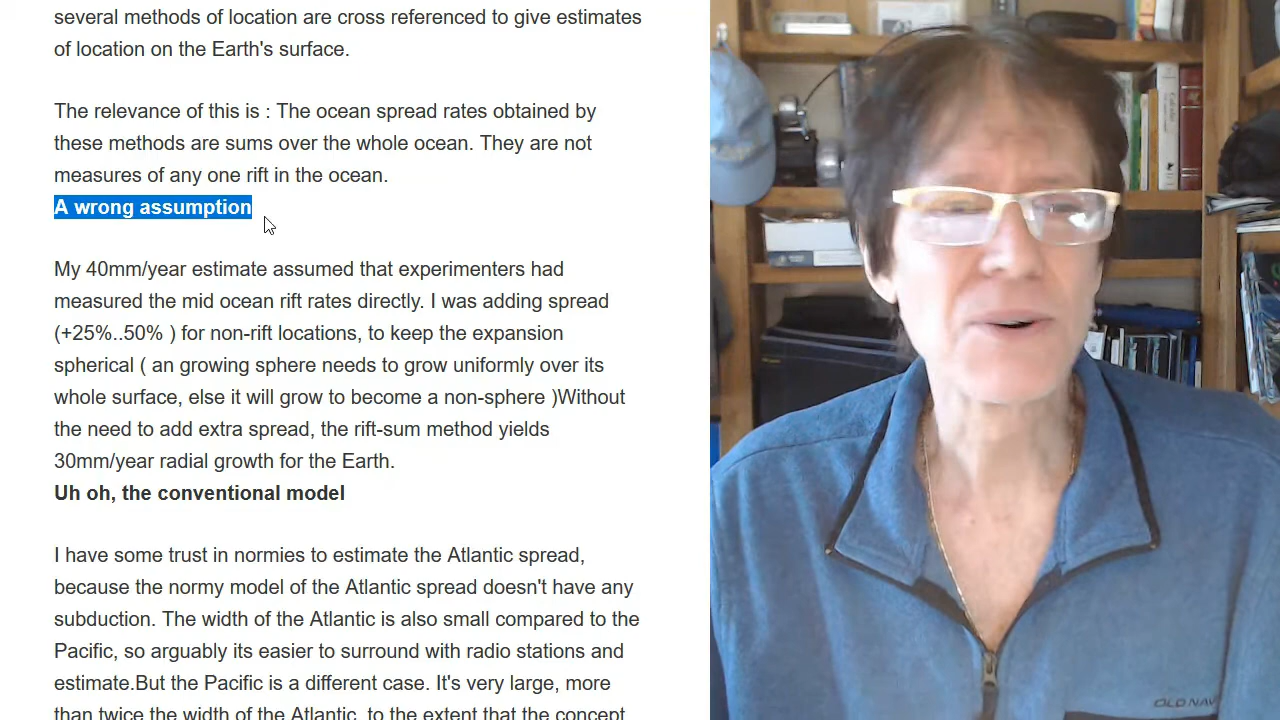 several methods of location are cross referenced to give estimates
of location on the Earth's surface.
The relevance of this is : The ocean spread rates obtained by
these methods are sums over the whole ocean. They are not
measures of any one rift in the ocean.
A wrong assumption
My 40mm/year estimate assumed that experimenters had
measured the mid ocean rift rates directly. I was adding spread
(+25%..50% ) for non-rift locations, to keep the expansion
spherical ( an growing sphere needs to grow uniformly over its
whole surface, else it will grow to become a non-sphere )Without
the need to add extra spread, the rift-sum method yields
30mm/year radial growth for the Earth.
Uh oh, the conventional model
I have some trust in normies to estimate the Atlantic spread,
because the normy model of the Atlantic spread doesn't have any
subduction. The width of the Atlantic is also small compared to the
Pacific, so arguably its easier to surround with radio stations and
estimate.But the Pacific is a different case. It's very large, more
than twice the width of the Atlantic, to the extent that the concept
OLD NAVY